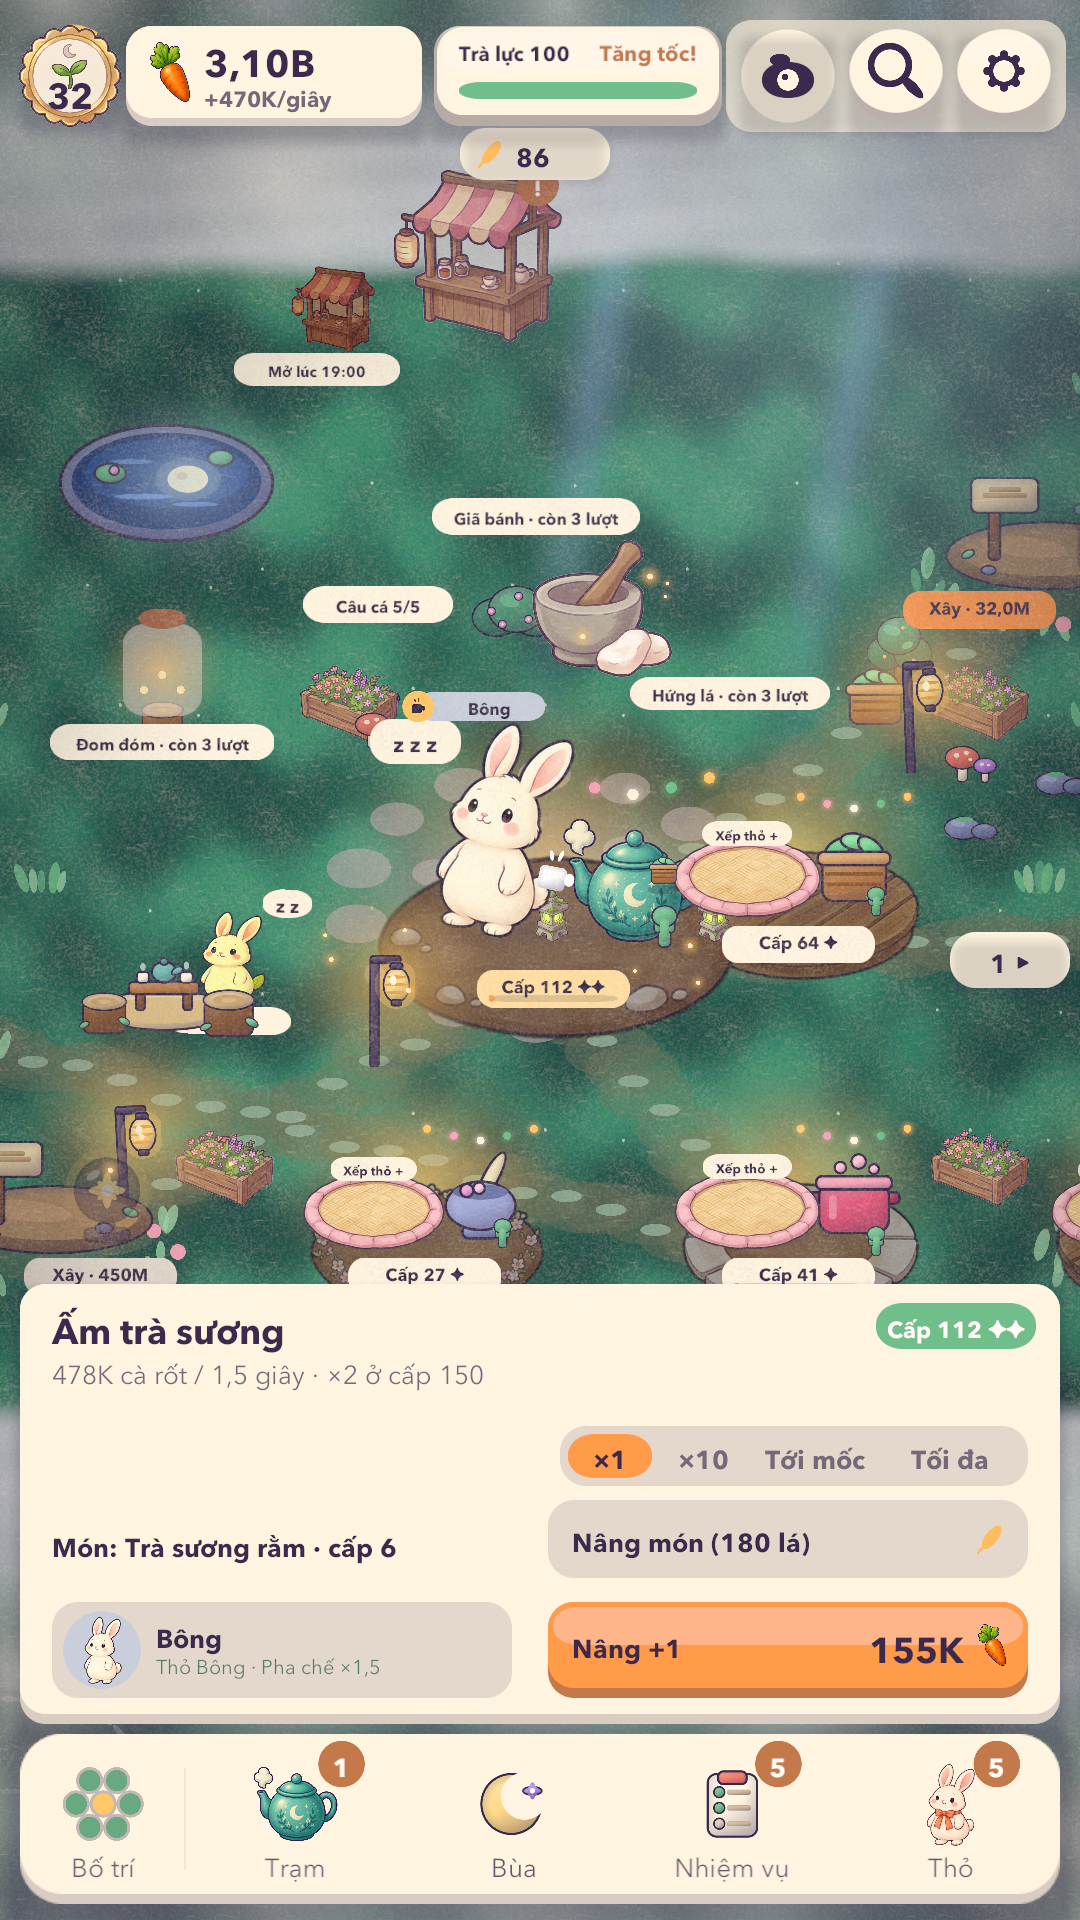 32
3,10B
+470K/giây
Trà lực 100 Tăng tốc!
86
!
Mở lúc 19:00
Giã bánh · còn 3 lượt
Câu cá 5/5
Xây · 32,0M
Hứng lá · còn 3 lượt
Bông
Đom đóm · còn 3 lượt
z z z
Xếp thỏ +
z z
Cấp 64 ✦
1 ▸
Cấp 112 ✦✦
Xếp thỏ +
Xếp thỏ +
Xây · 450M
Cấp 27 ✦
Cấp 41 ✦
Ấm trà sương
Cấp 112 ✦✦
478K cà rốt / 1,5 giây · ×2 ở cấp 150
×1 ×10 Tới mốc Tối đa
Món: Trà sương rằm · cấp 6
Nâng món (180 lá)
Bông
Thỏ Bông · Pha chế ×1,5
Nâng +1 155K
1
5
5
Bố trí
Trạm
Bùa
Nhiệm vụ
Thỏ